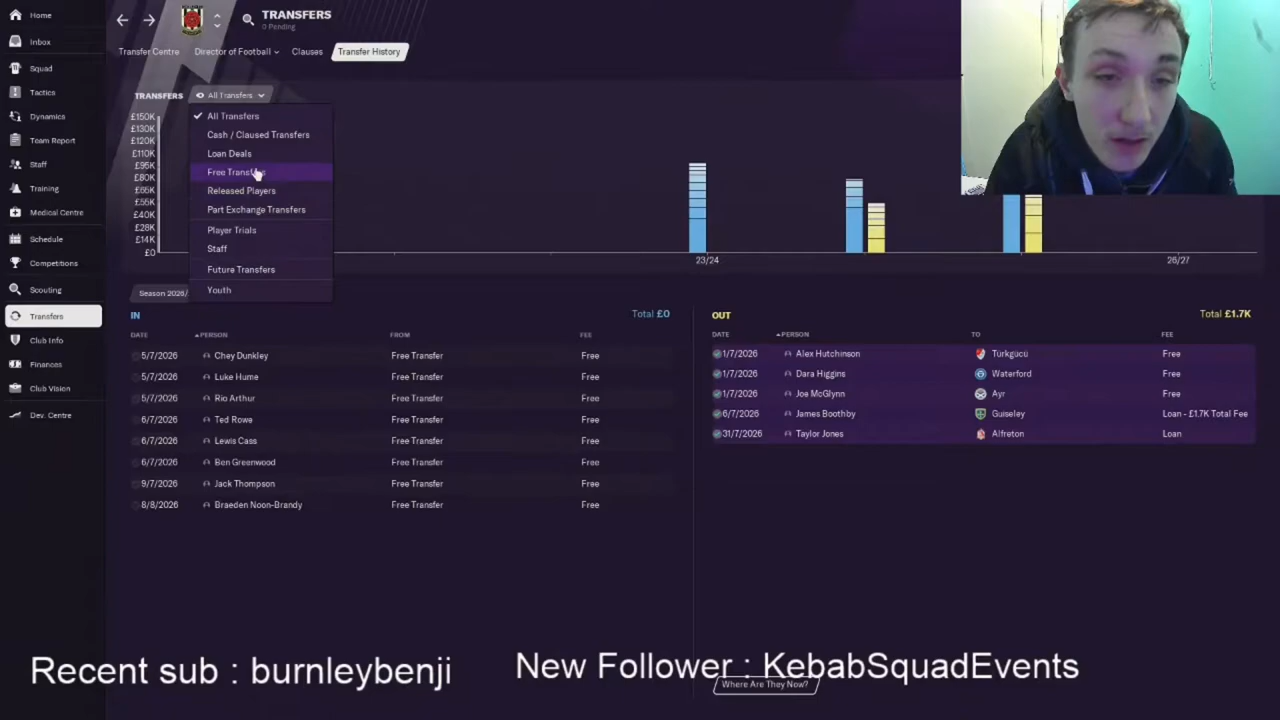 Home
TRANSFERS
0 Pending
Inbox
Transfer Centre Director of Football Clauses Transfer History
Squad
Tactics
Dynamics
Team Report
Staff
Training
Medical Centre
Schedule
Competitions
Scouting
Transfers
Club Info
Finances
Club Vision
Dev. Centre
TRANSFERS All Transfers
All Transfers
Cash / Claused Transfers
Loan Deals
Free Transfers
Released Players
Part Exchange Transfers
Player Trials
Staff
Future Transfers
Youth
£150K
£130K
£120K
£110K
£95K
£80K
£65K
£55K
£40K
£28K
£14K
£0
23/24 26/27
Season 2026/
IN Total £0
DATE PERSON FROM FEE
5/7/2026 Chey Dunkley Free Transfer Free
5/7/2026 Luke Hume Free Transfer Free
5/7/2026 Rio Arthur Free Transfer Free
6/7/2026 Ted Rowe Free Transfer Free
6/7/2026 Lewis Cass Free Transfer Free
6/7/2026 Ben Greenwood Free Transfer Free
9/7/2026 Jack Thompson Free Transfer Free
8/8/2026 Braeden Noon-Brandy Free Transfer Free
OUT Total £1.7K
DATE PERSON TO FEE
1/7/2026 Alex Hutchinson Türkgücü Free
1/7/2026 Dara Higgins Waterford Free
1/7/2026 Joe McGlynn Ayr Free
6/7/2026 James Boothby Guiseley Loan - £1.7K Total Fee
31/7/2026 Taylor Jones Alfreton Loan
Recent sub : burnleybenji
New Follower : KebabSquadEvents
Where Are They Now?